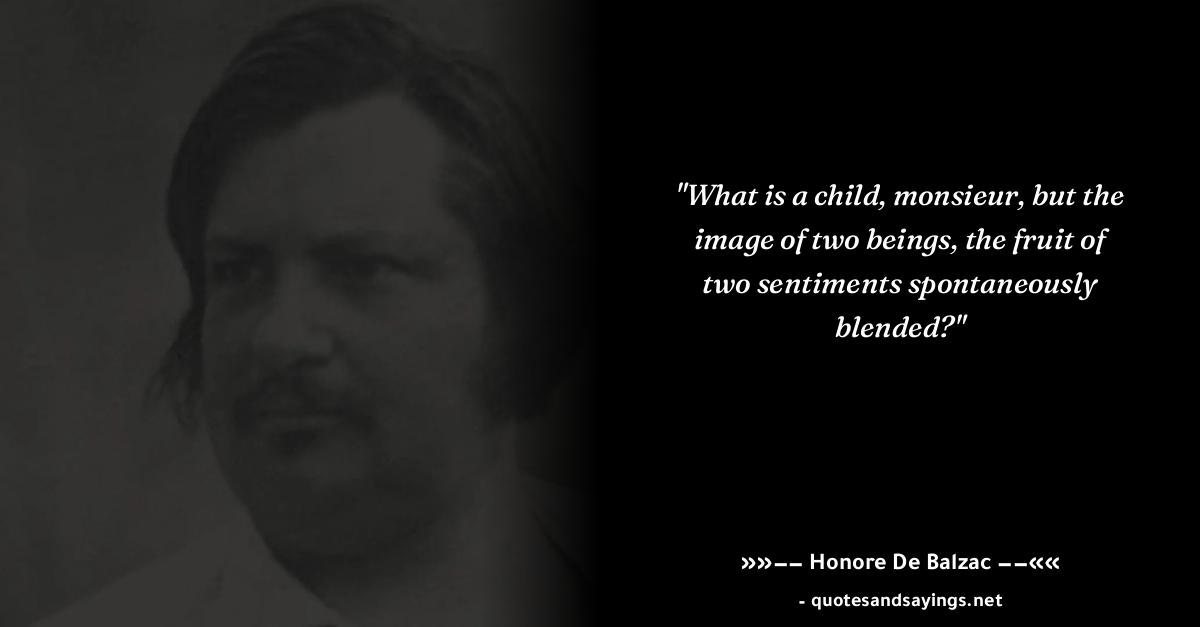 "What is a child, monsieur, but the
image of two beings, the fruit of
two sentiments spontaneously
blended?"
»»–– Honore De Balzac ––««
- quotesandsayings.net